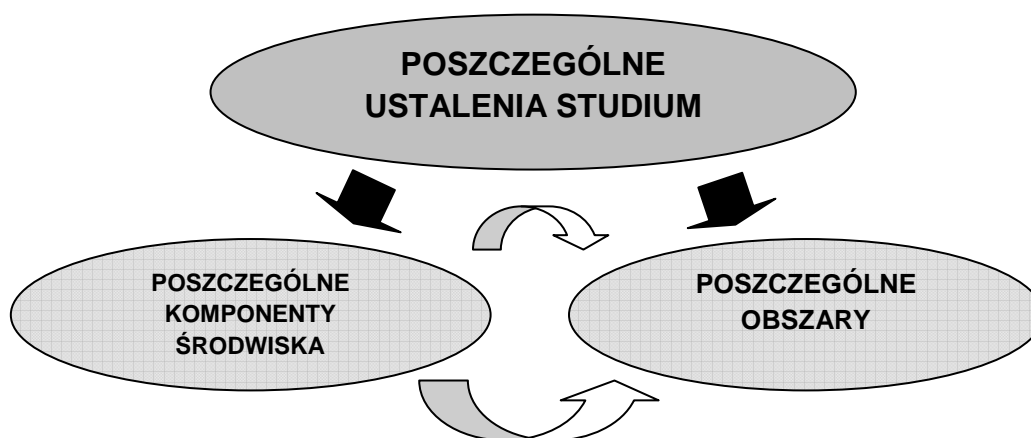 POSZCZEGÓLNE
USTALENIA STUDIUM
POSZCZEGÓLNE
KOMPONENTY
ŚRODWISKA
POSZCZEGÓLNE
OBSZARY